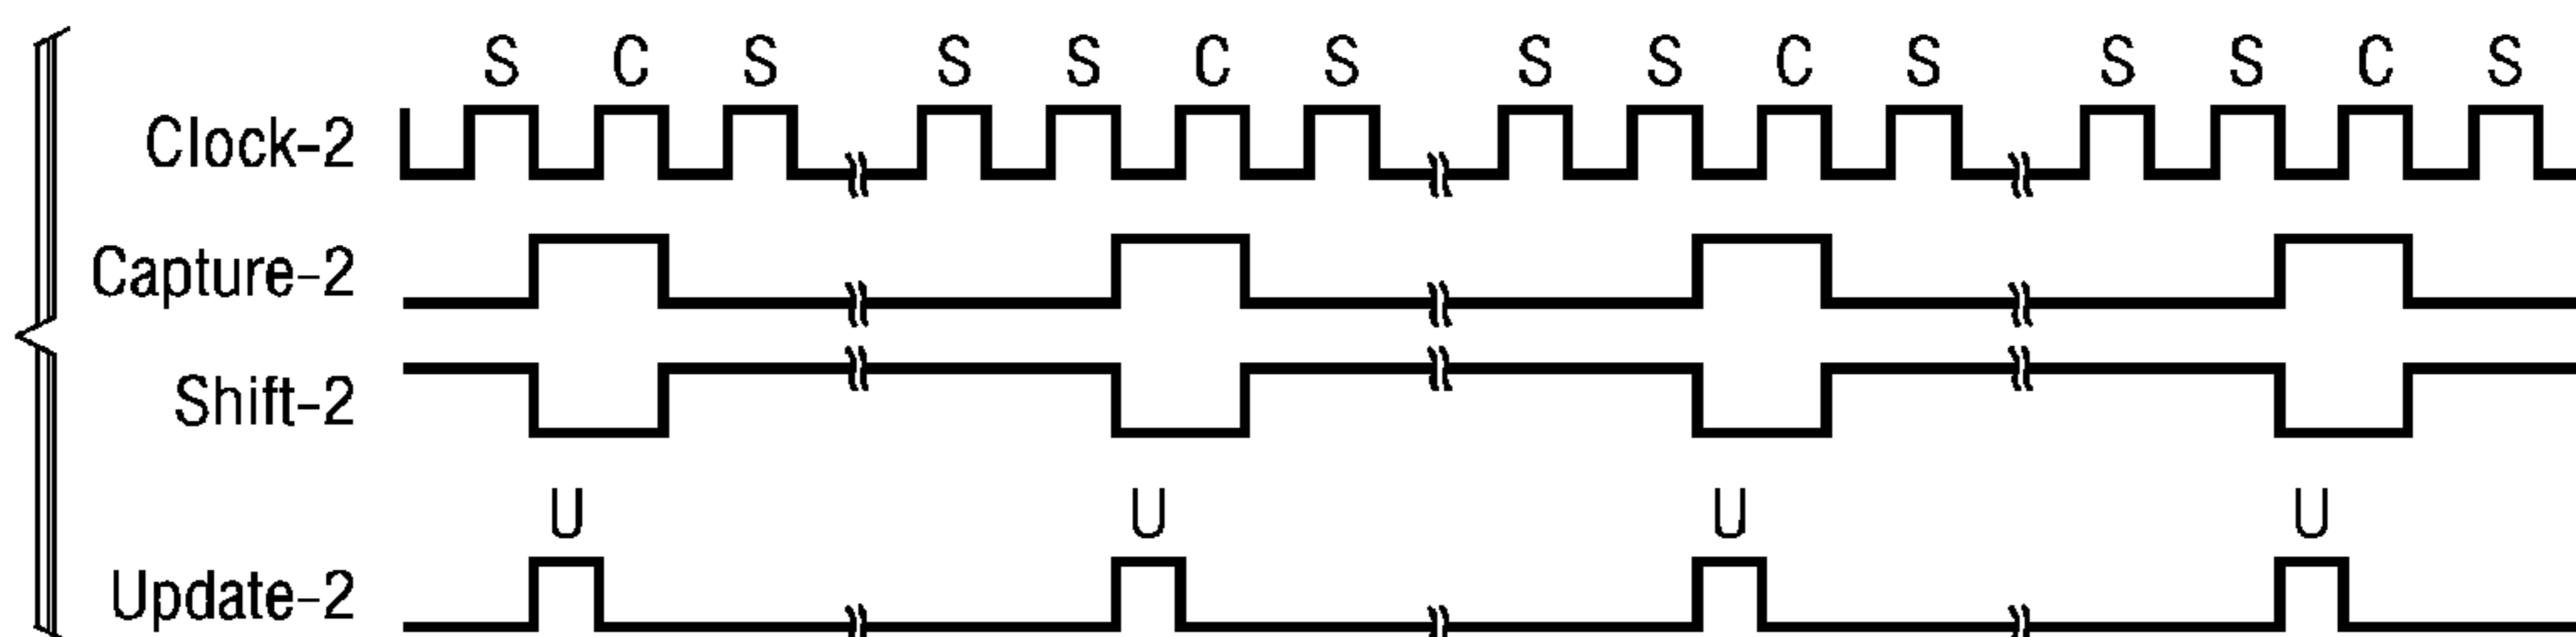 S C S S S C S S S C S S S C S
Clock-2
Capture-2
Shift-2
U U U U
Update-2